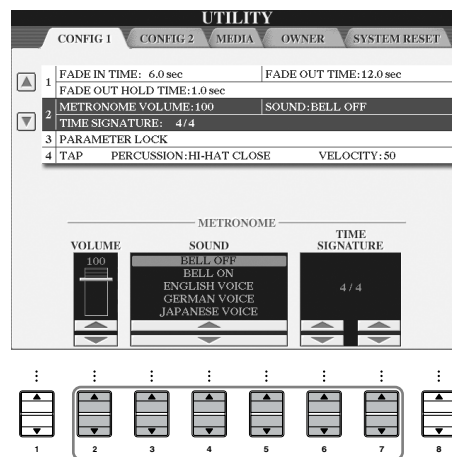 UTILITY
CONFIG 1 CONFIG 2 MEDIA OWNER SYSTEM RESET
1 FADE IN TIME: 6.0 sec FADE OUT TIME:12.0 sec
FADE OUT HOLD TIME:1.0 sec
2 METRONOME VOLUME:100 SOUND:BELL OFF
TIME SIGNATURE: 4/4
3 PARAMETER LOCK
4 TAP PERCUSSION:HI-HAT CLOSE VELOCITY:50
METRONOME
VOLUME SOUND TIME SIGNATURE
100
BELL OFF
BELL ON
ENGLISH VOICE
GERMAN VOICE
JAPANESE VOICE
4 / 4
1 2 3 4 5 6 7 8